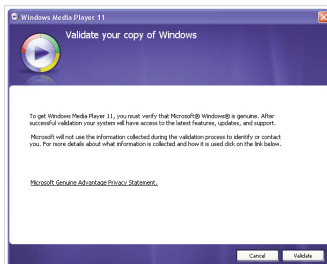 Windows Media Player 11
Validate your copy of Windows
To get Windows Media Player 11, you must verify that Microsoft® Windows® is genuine. After
successful validation your system will have access to the latest features, updates, and support.
Microsoft will not use the information collected during the validation process to identify or contact
you. For more details about what information is collected and how it is used click on the link below.
Microsoft Genuine Advantage Privacy Statement.
Cancel Validate